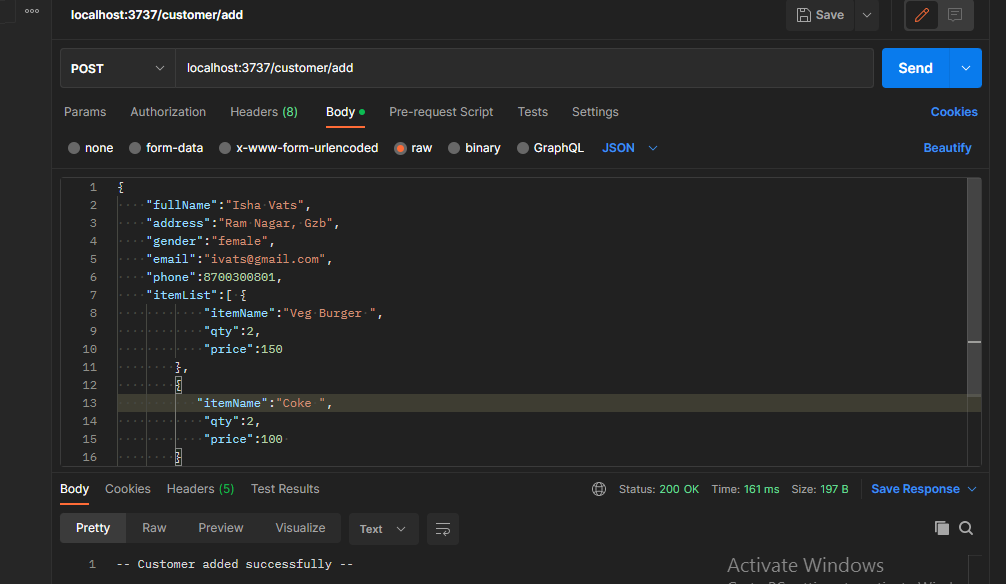 localhost:3737/customer/add
Save
POST
localhost:3737/customer/add
Send
Params Authorization Headers (8) Body Pre-request Script Tests Settings Cookies
none form-data x-www-form-urlencoded raw binary GraphQL JSON Beautify
1 {
2 "fullName":"Isha Vats",
3 "address":"Ram Nagar, Gzb",
4 "gender":"female",
5 "email":"ivats@gmail.com",
6 "phone":8700300801,
7 "itemList":[ {
8 "itemName":"Veg Burger ",
9 "qty":2,
10 "price":150
11 },
12 {
13 "itemName":"Coke ",
14 "qty":2,
15 "price":100
16 }
Body Cookies Headers (5) Test Results Status: 200 OK Time: 161 ms Size: 197 B Save Response
Pretty Raw Preview Visualize Text
1 -- Customer added successfully --
Activate Windows